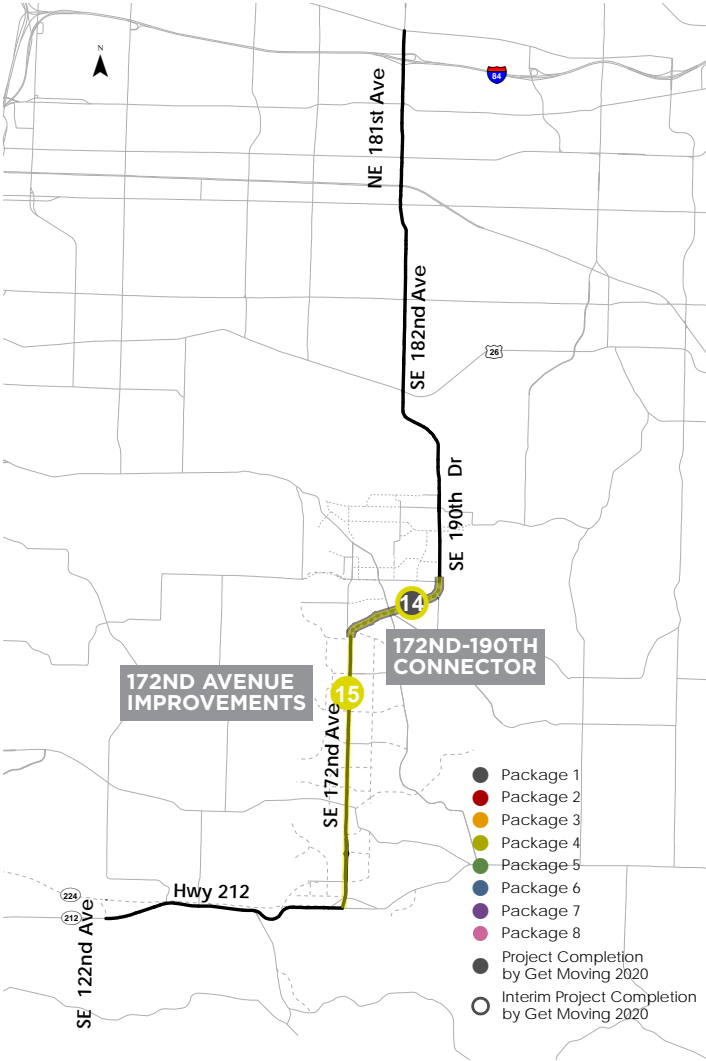 N
84
NE 181st Ave
SE 182nd Ave
26
SE 190th Dr
14
172ND-190TH
CONNECTOR
172ND AVENUE
IMPROVEMENTS
15
SE 172nd Ave
Package 1
Package 2
Package 3
Package 4
Package 5
Package 6
Package 7
Package 8
Project Completion
by Get Moving 2020
Interim Project Completion
by Get Moving 2020
224
Hwy 212
212
SE 122nd Ave